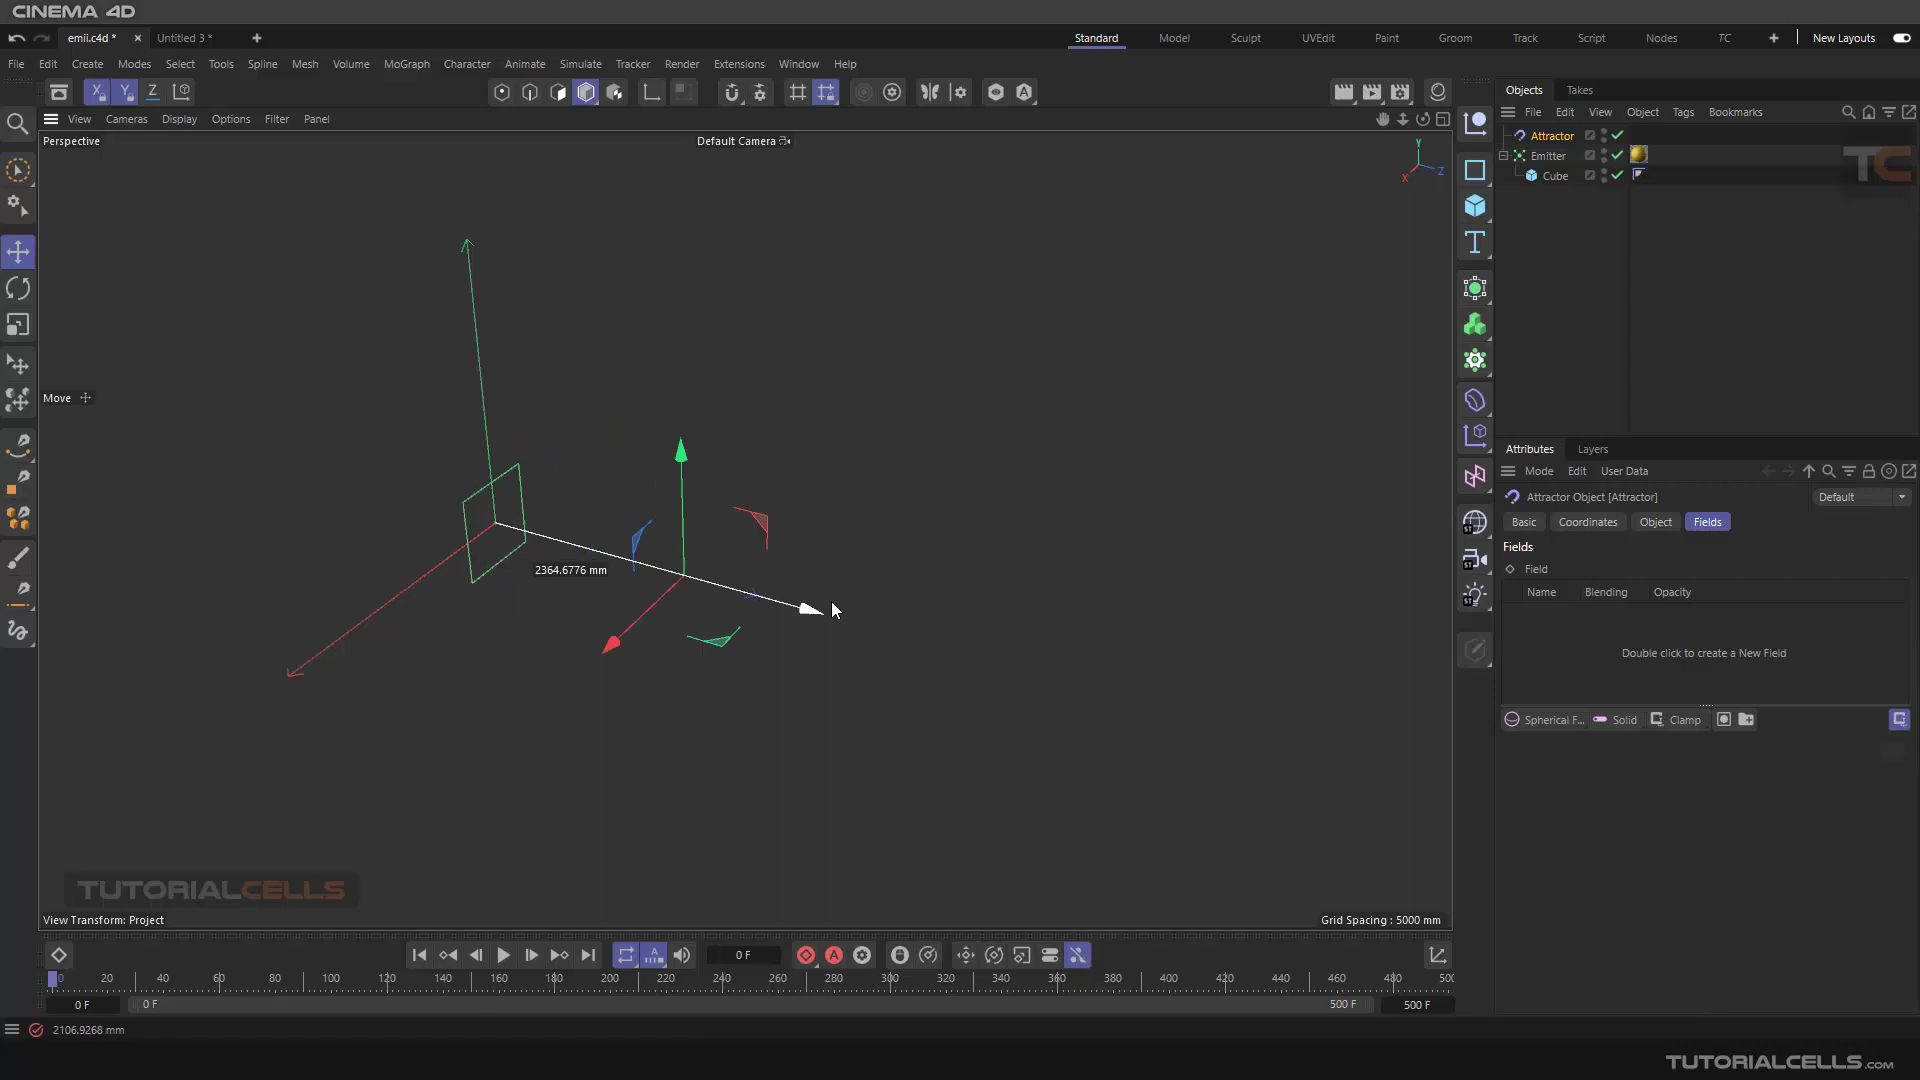 CINEMA 4D
emii.c4d * × Untitled 3 * +
Standard Model Sculpt UVEdit Paint Groom Track Script Nodes TC + New Layouts
File Edit Create Modes Select Tools Spline Mesh Volume MoGraph Character Animate Simulate Tracker Render Extensions Window Help
X Y Z
View Cameras Display Options Filter Panel
Perspective
Default Camera
Y
X Z
Move
2364.6776 mm
TUTORIALCELLS
View Transform: Project
Grid Spacing : 5000 mm
Objects Takes
File Edit View Object Tags Bookmarks
Attractor
Emitter
Cube
TC
Attributes Layers
Mode Edit User Data
Attractor Object [Attractor] Default
Basic Coordinates Object Fields
Fields
Field
Name Blending Opacity
Double click to create a New Field
Spherical F... Solid Clamp
0 F
0 20 40 60 80 100 120 140 160 180 200 220 240 260 280 300 320 340 360 380 400 420 440 460 480 500
0 F 0 F 500 F 500 F
2106.9268 mm
TUTORIALCELLS.com